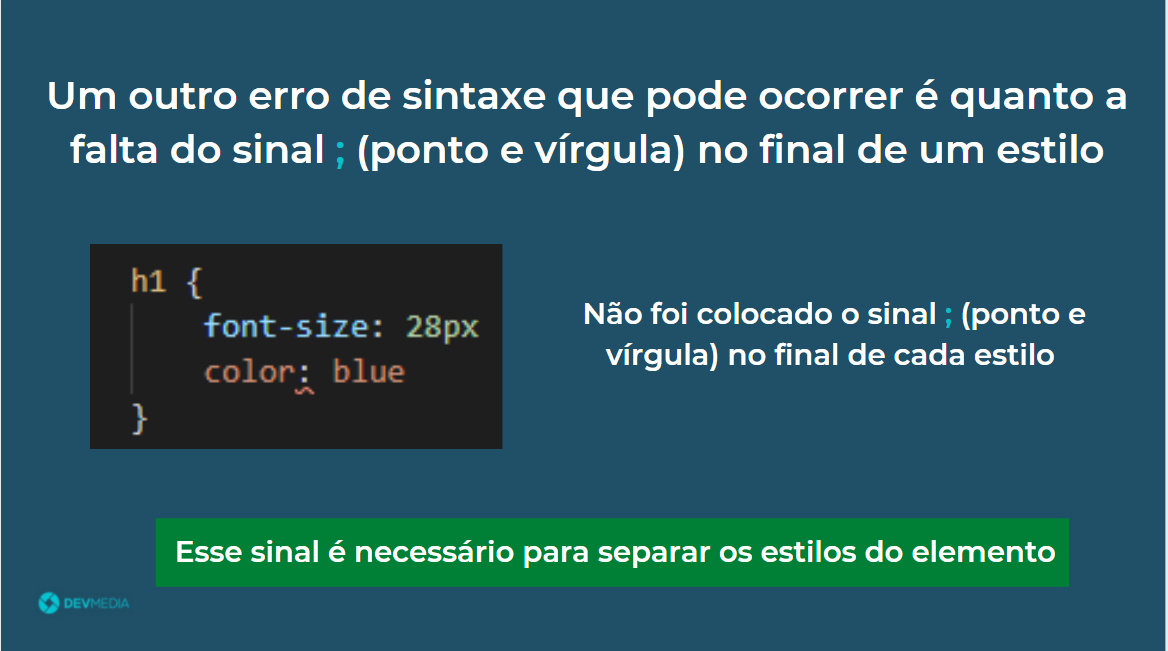 Um outro erro de sintaxe que pode ocorrer é quanto a
falta do sinal ; (ponto e vírgula) no final de um estilo
h1 {
font-size: 28px
color: blue
}
Não foi colocado o sinal ; (ponto e
vírgula) no final de cada estilo
Esse sinal é necessário para separar os estilos do elemento
DEVMEDIA